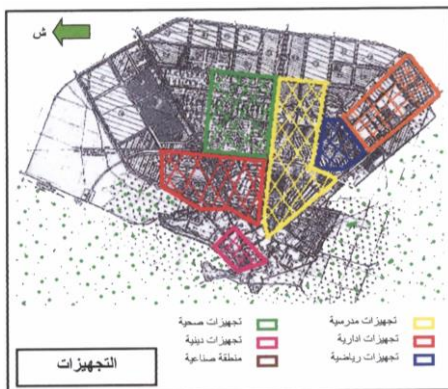 ش
تجهيزات مدرسية
تجهيزات صحية
تجهيزات ادارية
تجهيزات دينية
تجهيزات رياضية
منطقة صناعية
التجهيزات